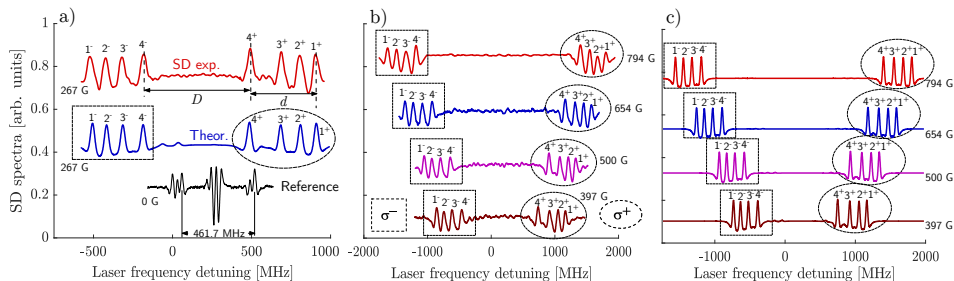 a)
b)
c)
SD spectra [arb. units]
1
0.8
0.6
0.4
0.2
0
1⁻ 2⁻ 3⁻ 4⁻ 4⁺ 3⁺ 2⁺ 1⁺
SD exp.
267 G
D
d
1⁻ 2⁻ 3⁻ 4⁻ 4⁺ 3⁺ 2⁺ 1⁺
Theor.
267 G
0 G
Reference
461.7 MHz
-500 0 500 1000
Laser frequency detuning [MHz]
1⁻ 2⁻ 3⁻ 4⁻ 4⁺ 3⁺ 2⁺ 1⁺
794 G
1⁻ 2⁻ 3⁻ 4⁻ 4⁺ 3⁺ 2⁺ 1⁺
654 G
1⁻ 2⁻ 3⁻ 4⁻ 4⁺ 3⁺ 2⁺ 1⁺
500 G
1⁻ 2⁻ 3⁻ 4⁻ 4⁺ 3⁺ 2⁺ 1⁺
397 G
σ⁻
σ⁺
-2000 -1000 0 1000 2000
Laser frequency detuning [MHz]
1⁻ 2⁻ 3⁻ 4⁻ 4⁺ 3⁺ 2⁺ 1⁺
794 G
1⁻ 2⁻ 3⁻ 4⁻ 4⁺ 3⁺ 2⁺ 1⁺
654 G
1⁻ 2⁻ 3⁻ 4⁻ 4⁺ 3⁺ 2⁺ 1⁺
500 G
1⁻ 2⁻ 3⁻ 4⁻ 4⁺ 3⁺ 2⁺ 1⁺
397 G
-1000 0 1000 2000
Laser frequency detuning [MHz]